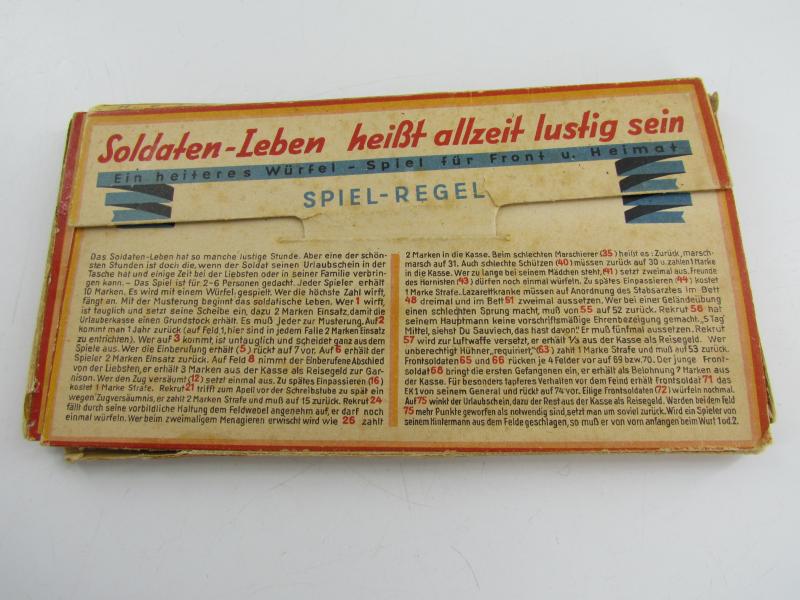 Soldaten-Leben heißt allzeit lustig sein
Ein heiteres Würfel-Spiel für Front u. Heimat
SPIEL-REGEL
Das Soldaten-Leben hat so manche lustige Stunde. Aber eine der schön-
sten Stunden ist doch die, wenn der Soldat seinen Urlaubschein in der
Tasche hat und einige Zeit bei der Liebsten oder in seiner Familie verbrin-
gen kann. - Das Spiel ist für 2-6 Personen gedacht. Jeder Spieler erhält
10 Marken. Es wird mit einem Würfel gespielt. Wer die höchste Zahl wirft,
fängt an. Mit der Musterung beginnt das soldatische Leben. Wer 1 wirft,
ist tauglich und setzt seine Scheibe ein, dazu 2 Marken Einsatz, damit die
Urlauberkasse einen Grundstock erhält. Es muß jeder zur Musterung. Auf 2
kommt man 1 Jahr zurück (auf Feld 1, hier sind in jedem Falle 2 Marken Einsatz
zu entrichten). Wer auf 3 kommt, ist untauglich und scheidet ganz aus dem
Spiele aus. Wer die Einberufung erhält (5) rückt auf 7 vor. Auf 6 erhält der
Spieler 2 Marken Einsatz zurück. Auf Feld 8 nimmt der Einberufene Abschied
von der Liebsten, er erhält 3 Marken aus der Kasse als Reisegeld zur Gar-
nison. Wer den Zug versäumt (12) setzt einmal aus. Zu spätes Einpassieren (16)
kostet 1 Marke Strafe. Rekrut 21 trifft zum Apell vor der Schreibstube zu spät ein
wegen Zugversäumnis, er zahlt 2 Marken Strafe und muß auf 15 zurück. Rekrut 24
fällt durch seine vorbildliche Haltung dem Feldwebel angenehm auf, er darf noch
einmal würfeln. Wer beim zweimaligem Menagieren erwischt wird wie 26 zahlt
2 Marken in die Kasse. Beim schlechten Marschierer (35) heißt es: Zurück, marsch-
marsch auf 31. Auch schlechte Schützen (40) müssen zurück auf 30 u. zahlen 1 Marke
in die Kasse. Wer zu lange bei seinem Mädchen steht, (41) setzt zweimal aus. Freunde
des Hornisten (43) dürfen noch einmal würfeln. Zu spätes Einpassieren (44) kostet
1 Marke Strafe. Lazarettkranke müssen auf Anordnung des Stabsarztes im Bett
48 dreimal und im Bett 51 zweimal aussetzen. Wer bei einer Geländeübung
einen schlechten Sprung macht, muß von 55 auf 52 zurück. Rekrut 56 hat
seinem Hauptmann keine vorschriftsmäßige Ehrenbezeigung gemacht. „S'Tag'
Mittel, siehst Du Sauviech, das hast davon". Er muß fünfmal aussetzen. Rekrut
57 wird zur Luftwaffe versetzt, er erhält 1/3 aus der Kasse als Reisegeld. Wer
unberechtigt Hühner „requiriert," (63) zahlt 1 Marke Strafe und muß auf 53 zurück.
Frontsoldaten 65 und 66 rücken je 4 Felder vor auf 69 bzw. 70. Der junge Front-
soldat 68 bringt die ersten Gefangenen ein, er erhält als Belohnung 7 Marken aus
der Kasse. Für besonders tapferes Verhalten vor dem Feind erhält Frontsoldat 71 das
EK 1 von seinem General und rückt auf 74 vor. Eilige Frontsoldaten (72) würfeln nochmal.
Auf 75 winkt der Urlaubschein, dazu der Rest aus der Kasse als Reisegeld. Warden bei dem Feld
75 mehr Punkte geworfen als notwendig sind, setzt man um soviel zurück. Wird ein Spieler von
seinem Hintermann aus dem Felde geschlagen, so muß er von vorn anfangen beim Wurf 1 od. 2.